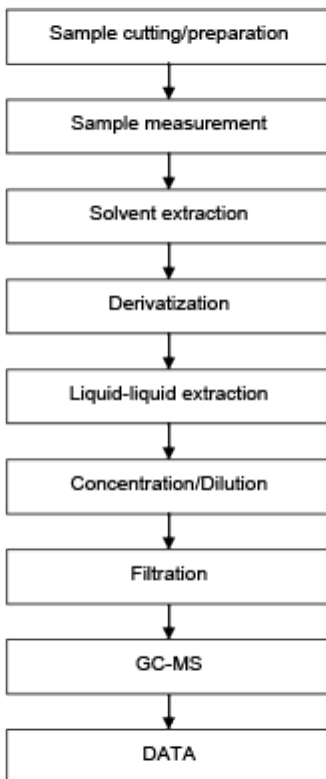 Sample cutting/preparation
Sample measurement
Solvent extraction
Derivatization
Liquid-liquid extraction
Concentration/Dilution
Filtration
GC-MS
DATA